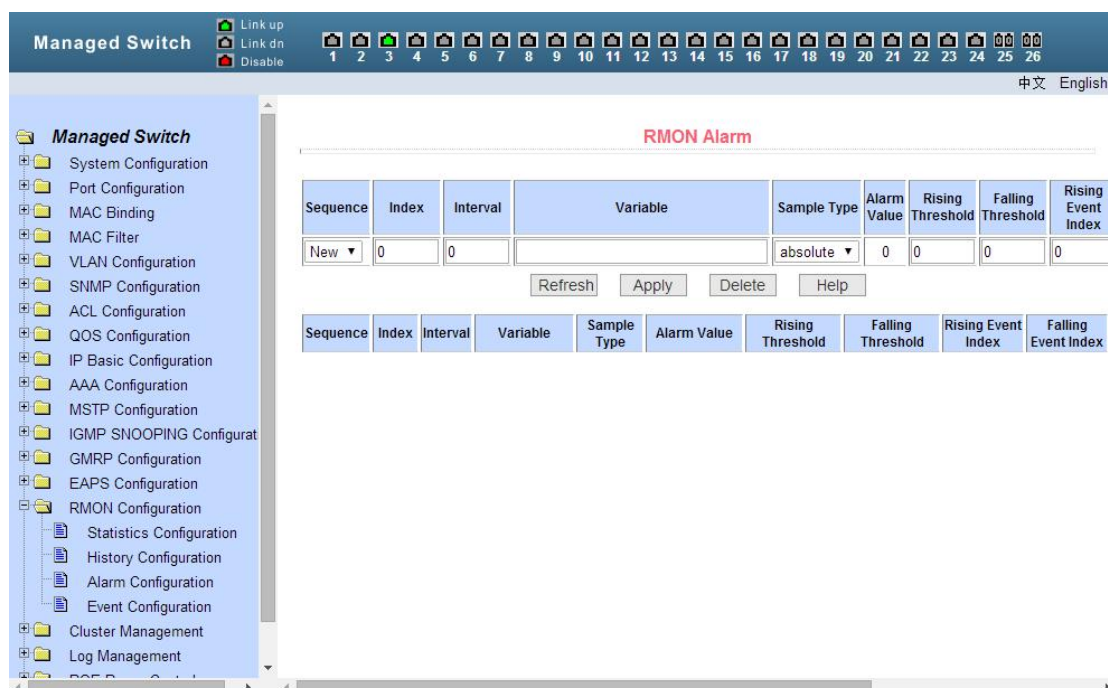 Managed Switch
Link up
Link dn
Disable
1 2 3 4 5 6 7 8 9 10 11 12 13 14 15 16 17 18 19 20 21 22 23 24 25 26
中文 English
Managed Switch
System Configuration
Port Configuration
MAC Binding
MAC Filter
VLAN Configuration
SNMP Configuration
ACL Configuration
QOS Configuration
IP Basic Configuration
AAA Configuration
MSTP Configuration
IGMP SNOOPING Configurat
GMRP Configuration
EAPS Configuration
RMON Configuration
Statistics Configuration
History Configuration
Alarm Configuration
Event Configuration
Cluster Management
Log Management
RMON Alarm
Sequence Index Interval Variable Sample Type Alarm Value Rising Threshold Falling Threshold Rising Event Index
New 0 0 absolute 0 0 0 0
Refresh Apply Delete Help
Sequence Index Interval Variable Sample Type Alarm Value Rising Threshold Falling Threshold Rising Event Index Falling Event Index